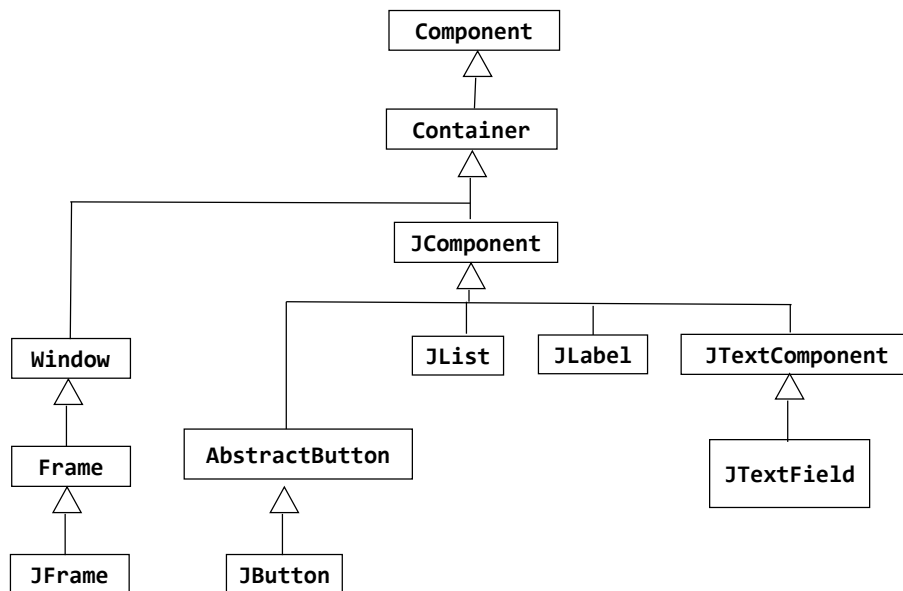 Component
Container
JComponent
Window
JList
JLabel
JTextComponent
Frame
AbstractButton
JTextField
JFrame
JButton